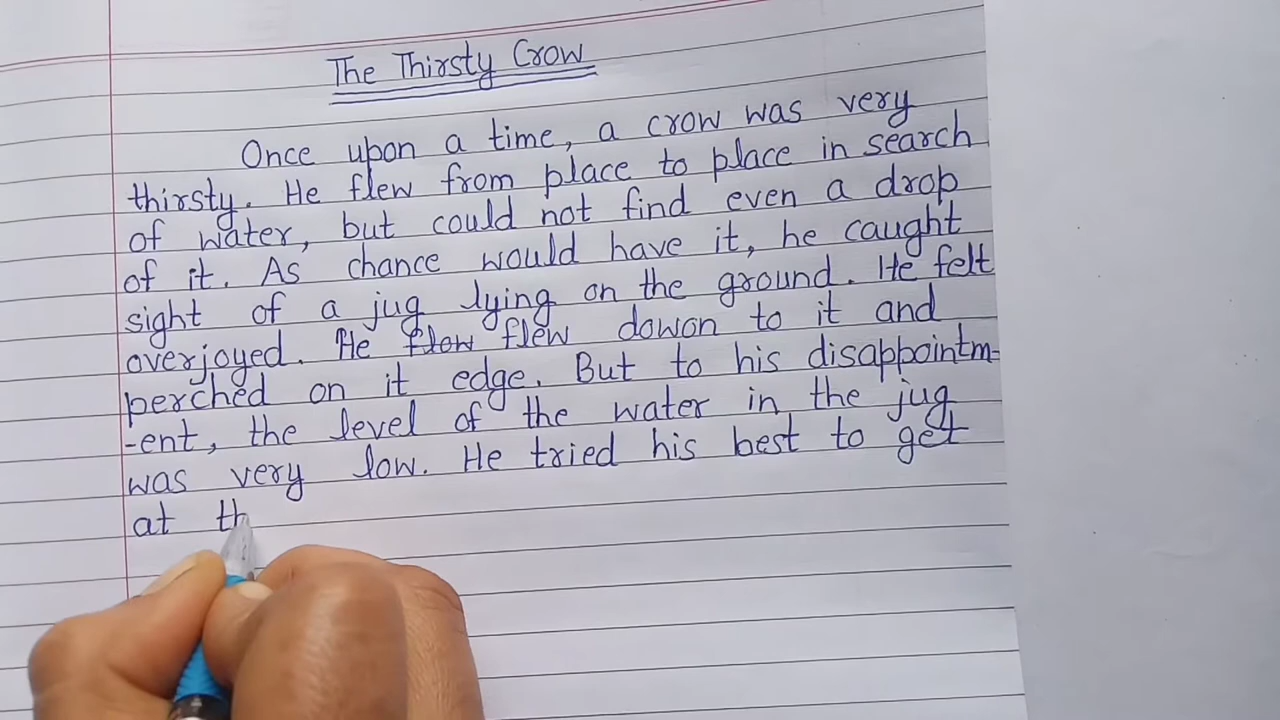 The Thirsty Crow
Once upon a time, a crow was very
thirsty. He flew from place to place in search
of water, but could not find even a drop
of it. As chance would have it, he caught
sight of a jug lying on the ground. He felt
overjoyed. He flow flew dowon to it and
perched on it edge. But to his disappointm=
-ent, the level of the water in the jug
was very low. He tried his best to get
at th